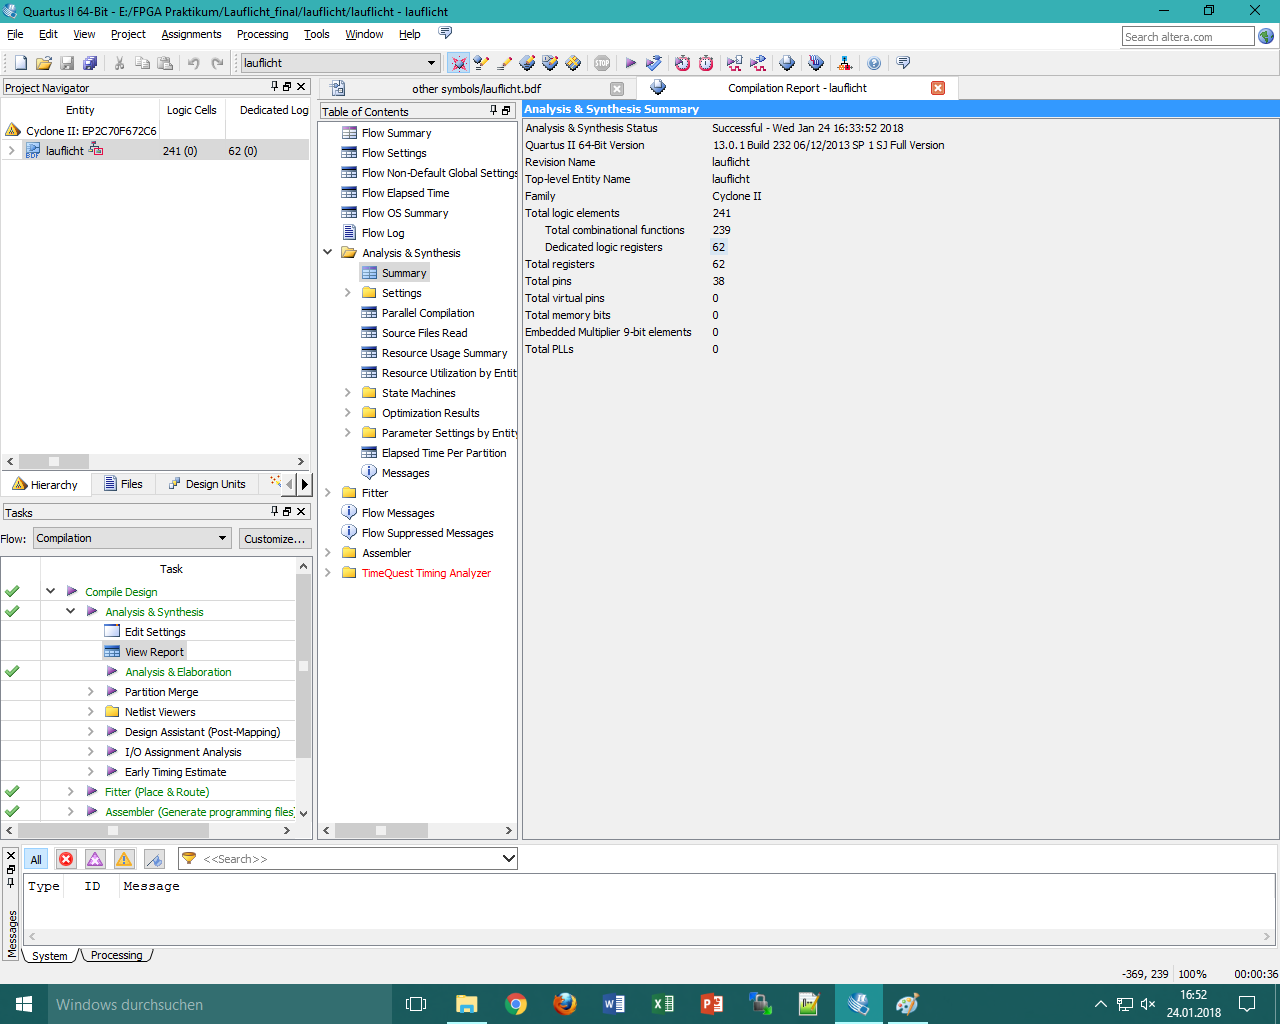 Quartus II 64-Bit - E:/FPGA Praktikum/Lauflicht_final/lauflicht/lauflicht - lauflicht
File Edit View Project Assignments Processing Tools Window Help
Search altera.com
lauflicht
STOP
Project Navigator
Entity Logic Cells Dedicated Log
Cyclone II: EP2C70F672C6
BDF lauflicht 241 (0) 62 (0)
Hierarchy Files Design Units
Tasks
Flow: Compilation Customize...
Task
Compile Design
Analysis & Synthesis
Edit Settings
View Report
Analysis & Elaboration
Partition Merge
Netlist Viewers
Design Assistant (Post-Mapping)
I/O Assignment Analysis
Early Timing Estimate
Fitter (Place & Route)
Assembler (Generate programming files)
other symbols/lauflicht.bdf
Compilation Report - lauflicht
Table of Contents
Flow Summary
Flow Settings
Flow Non-Default Global Settings
Flow Elapsed Time
Flow OS Summary
Flow Log
Analysis & Synthesis
Summary
Settings
Parallel Compilation
Source Files Read
Resource Usage Summary
Resource Utilization by Entit
State Machines
Optimization Results
Parameter Settings by Entity
Elapsed Time Per Partition
Messages
Fitter
Flow Messages
Flow Suppressed Messages
Assembler
TimeQuest Timing Analyzer
Analysis & Synthesis Summary
Analysis & Synthesis Status Successful - Wed Jan 24 16:33:52 2018
Quartus II 64-Bit Version 13.0.1 Build 232 06/12/2013 SP 1 SJ Full Version
Revision Name lauflicht
Top-level Entity Name lauflicht
Family Cyclone II
Total logic elements 241
Total combinational functions 239
Dedicated logic registers 62
Total registers 62
Total pins 38
Total virtual pins 0
Total memory bits 0
Embedded Multiplier 9-bit elements 0
Total PLLs 0
All <<Search>>
Type ID Message
Messages
System Processing
-369, 239 100% 00:00:36
Windows durchsuchen
16:52
24.01.2018